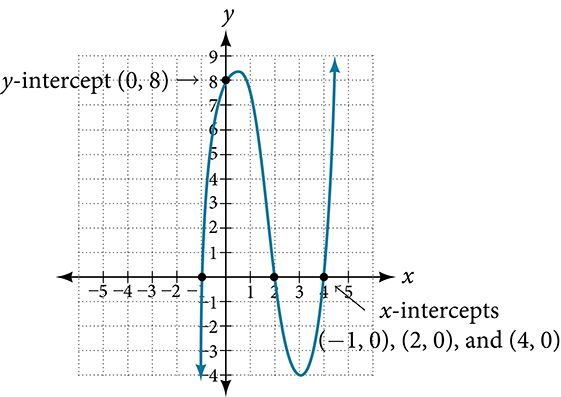 y
9
y-intercept (0, 8)
8
7
6
5
4
3
2
1
x
−5 −4 −3 −2 −1 1 2 3 4 5
−1
−2
−3
−4
x-intercepts
(−1, 0), (2, 0), and (4, 0)